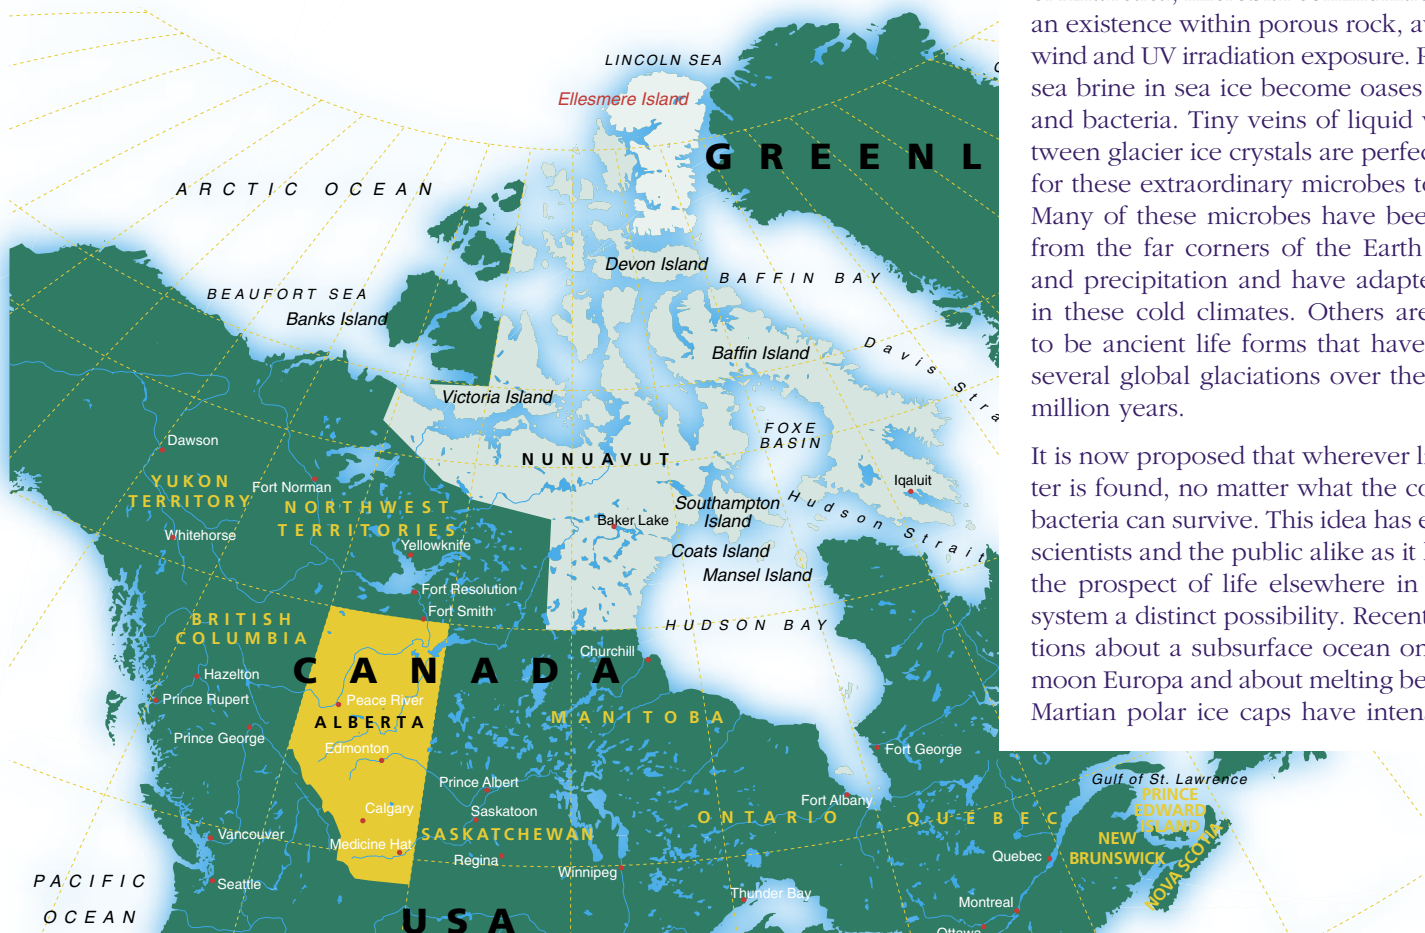 LINCOLN SEA
Ellesmere Island
GREENL
ARCTIC OCEAN
Devon Island
BAFFIN BAY
BEAUFORT SEA
Banks Island
Baffin Island
Davis Stra
Victoria Island
FOXE
BASIN
Dawson
NUNUAVUT
Iqaluit
YUKON
TERRITORY
Fort Norman
NORTHWEST
TERRITORIES
Southampton
Island
Hudson Strait
Baker Lake
Whitehorse
Yellowknife
Coats Island
Mansel Island
Fort Resolution
Fort Smith
BRITISH
COLUMBIA
HUDSON BAY
Churchill
CANADA
Hazelton
Prince Rupert
Peace River
ALBERTA
MANITOBA
Prince George
Edmonton
Fort George
Prince Albert
Gulf of St. Lawrence
PRINCE
EDWARD
ISLAND
Fort Albany
Calgary
Saskatoon
ONTARIO
QUEBEC
Vancouver
Medicine Hat
SASKATCHEWAN
NEW
BRUNSWICK
NOVA SCOTIA
Regina
Winnipeg
Quebec
PACIFIC
OCEAN
Seattle
Thunder Bay
Montreal
USA
Ottawa
an existence within porous rock, a
wind and UV irradiation exposure.
sea brine in sea ice become oases
and bacteria. Tiny veins of liquid
tween glacier ice crystals are perfec
for these extraordinary microbes to
Many of these microbes have bee
from the far corners of the Earth
and precipitation and have adapte
in these cold climates. Others are
to be ancient life forms that have
several global glaciations over the
million years.
It is now proposed that wherever l
ter is found, no matter what the co
bacteria can survive. This idea has e
scientists and the public alike as it
the prospect of life elsewhere in
system a distinct possibility. Recent
tions about a subsurface ocean on
moon Europa and about melting be
Martian polar ice caps have inten